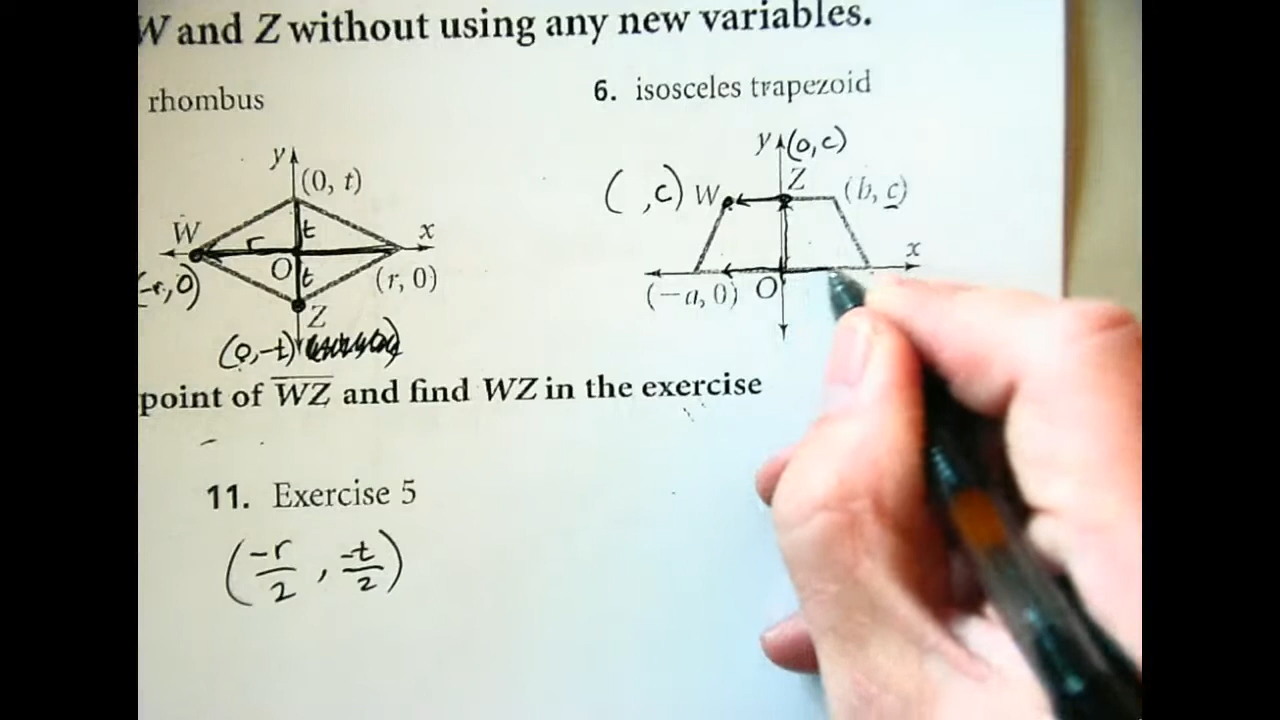 W and Z without using any new variables.
rhombus
6. isosceles trapezoid
y
(0, t)
W
t
x
r
O
t
(r, 0)
(-r, 0)
Z
(0, -t)
y
(0, c)
( , c)
W
Z
(b, c)
x
(-a, 0)
O
point of WZ and find WZ in the exercise
11. Exercise 5
(-r/2, -t/2)